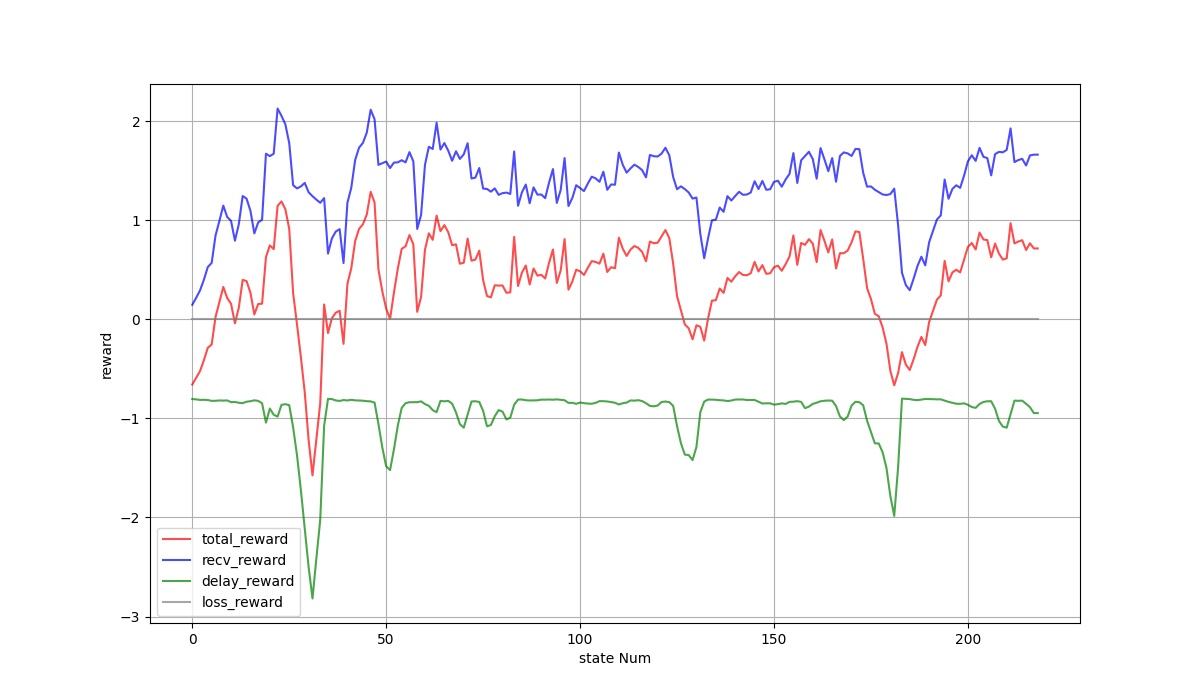 2
1
0
−1
−2
−3
reward
total_reward
recv_reward
delay_reward
loss_reward
0 50 100 150 200
state Num